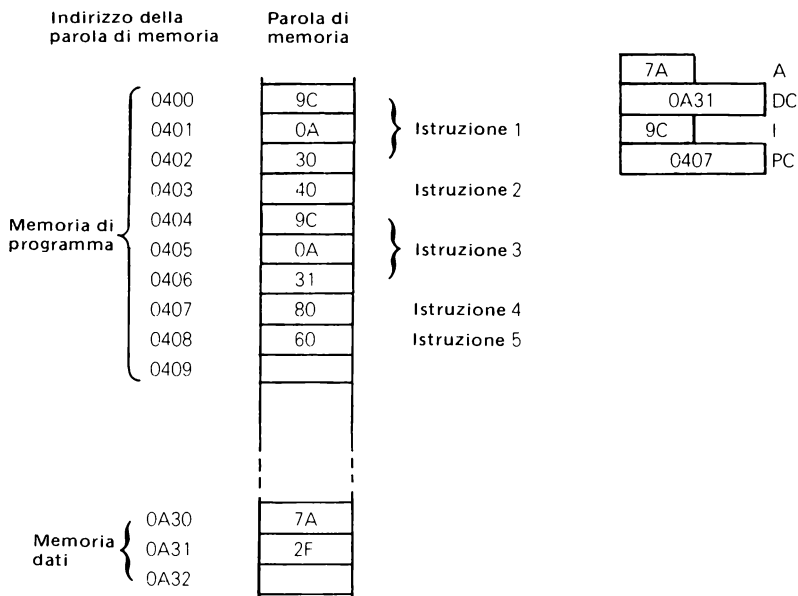 Indirizzo della
parola di memoria
Parola di
memoria
7A A
0A31 DC
9C I
0407 PC
0400 9C
0401 0A Istruzione 1
0402 30
0403 40 Istruzione 2
0404 9C
Memoria di
programma
0405 0A Istruzione 3
0406 31
0407 80 Istruzione 4
0408 60 Istruzione 5
0409
0A30 7A
Memoria
dati
0A31 2F
0A32